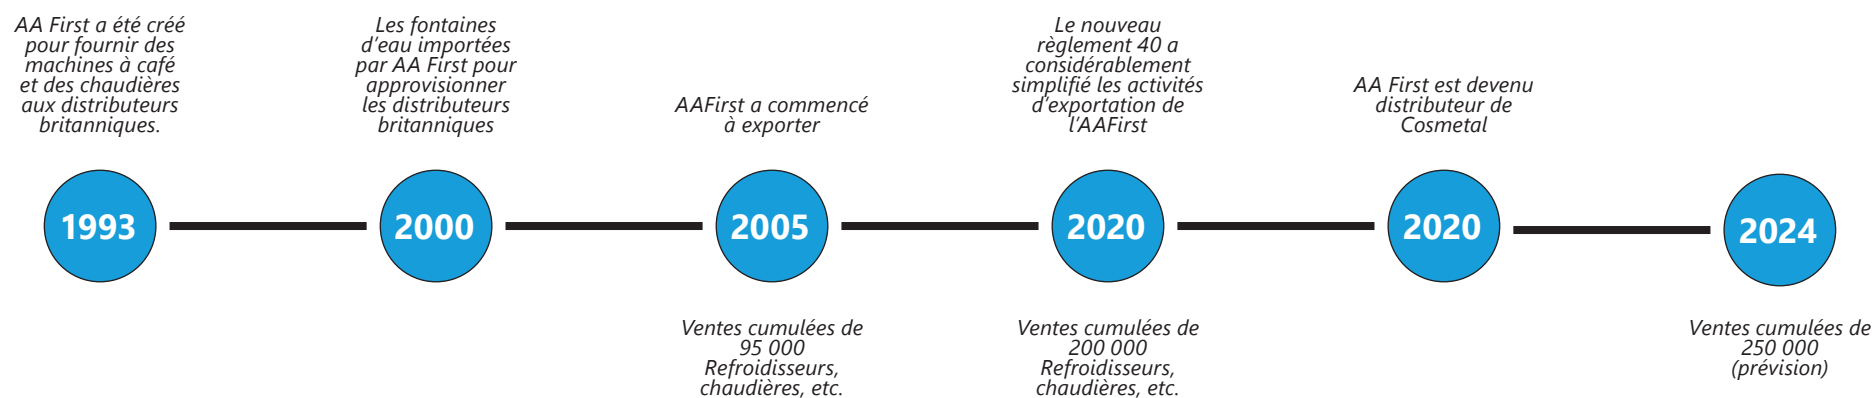 AA First a été créé
pour fournir des
machines à café
et des chaudières
aux distributeurs
britanniques.
Les fontaines
d'eau importées
par AA First pour
approvisionner
les distributeurs
britanniques
AAFirst a commencé
à exporter
Le nouveau
règlement 40 a
considérablement
simplifié les activités
d'exportation de
l'AAFirst
AA First est devenu
distributeur de
Cosmetal
1993
2000
2005
2020
2020
2024
Ventes cumulées de
95 000
Refroidisseurs,
chaudières, etc.
Ventes cumulées de
200 000
Refroidisseurs,
chaudières, etc.
Ventes cumulées de
250 000
(prévision)